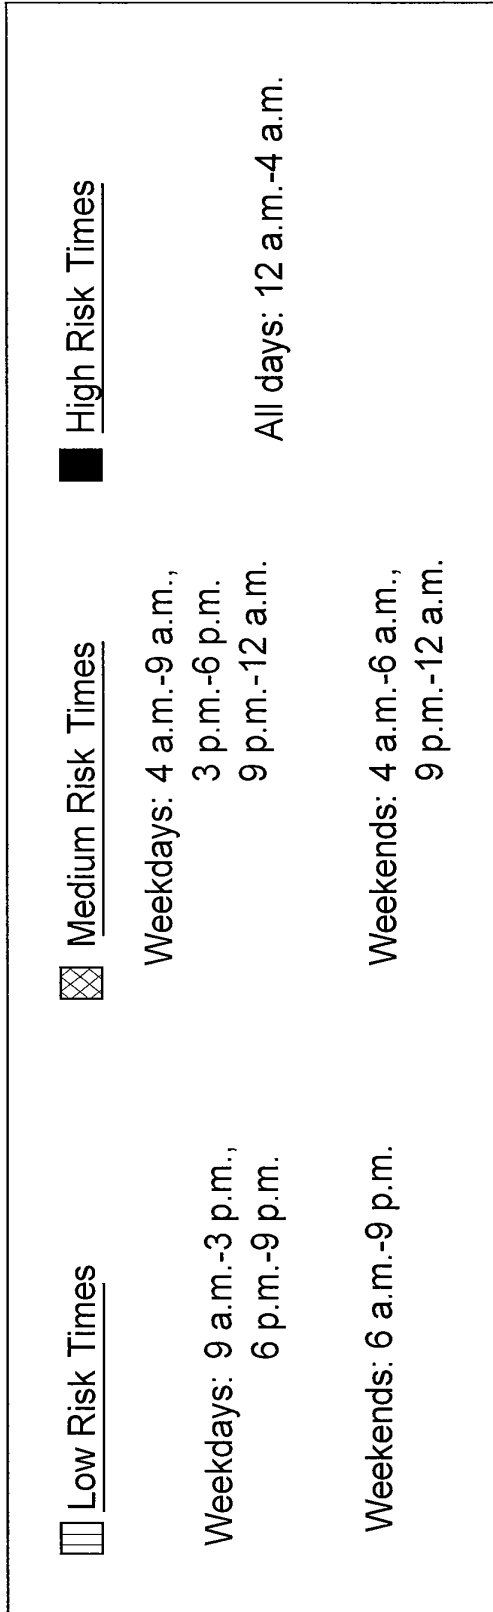 Low Risk Times
Weekdays: 9 a.m.-3 p.m.,
6 p.m.-9 p.m.
Weekends: 6 a.m.-9 p.m.
Medium Risk Times
Weekdays: 4 a.m.-9 a.m.,
3 p.m.-6 p.m.
9 p.m.-12 a.m.
Weekends: 4 a.m.-6 a.m.,
9 p.m.-12 a.m.
High Risk Times
All days: 12 a.m.-4 a.m.